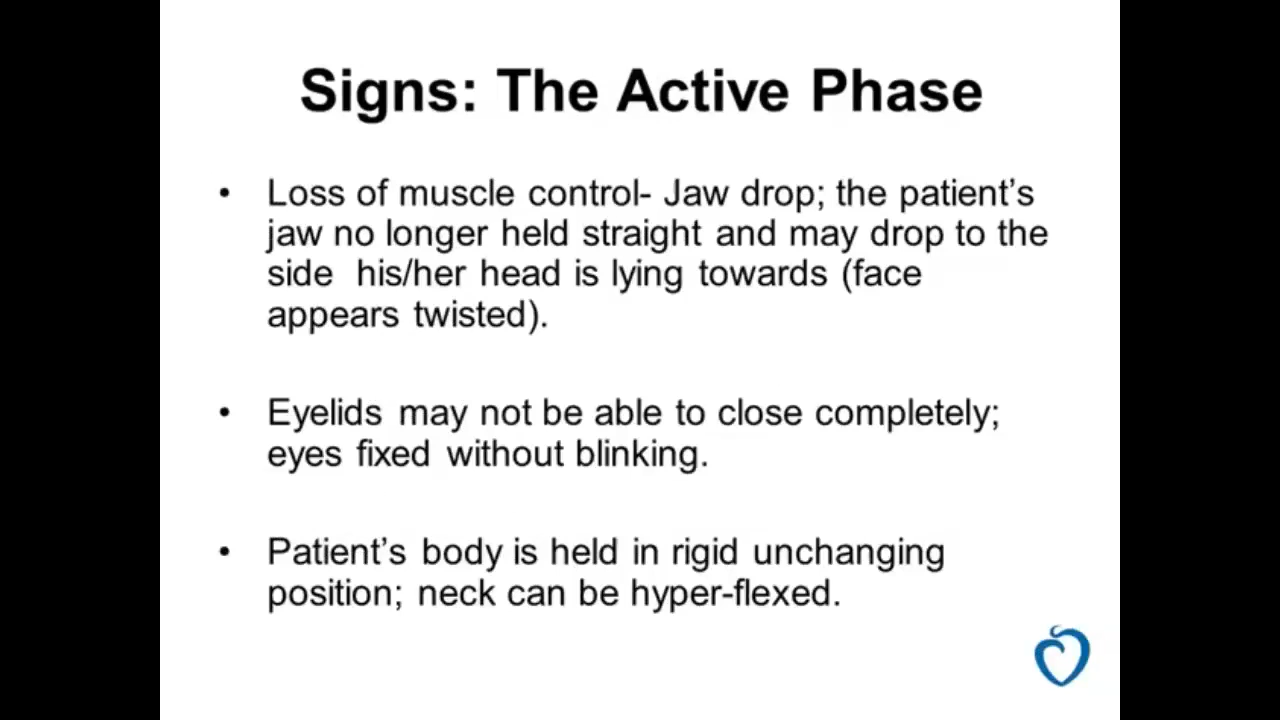 Signs: The Active Phase
• Loss of muscle control- Jaw drop; the patient’s
jaw no longer held straight and may drop to the
side his/her head is lying towards (face
appears twisted).
• Eyelids may not be able to close completely;
eyes fixed without blinking.
• Patient’s body is held in rigid unchanging
position; neck can be hyper-flexed.